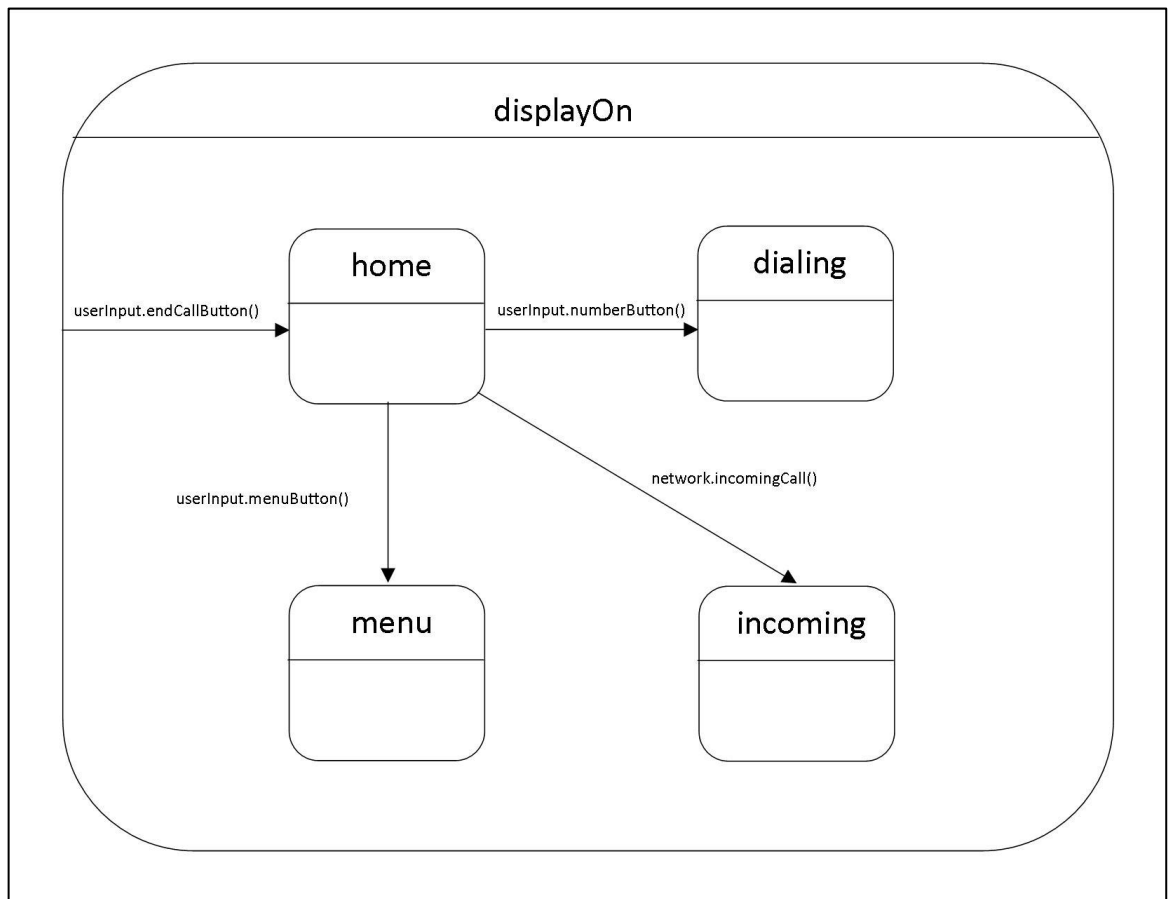 displayOn
home
dialing
userInput.endCallButton()
userInput.numberButton()
network.incomingCall()
userInput.menuButton()
menu
incoming